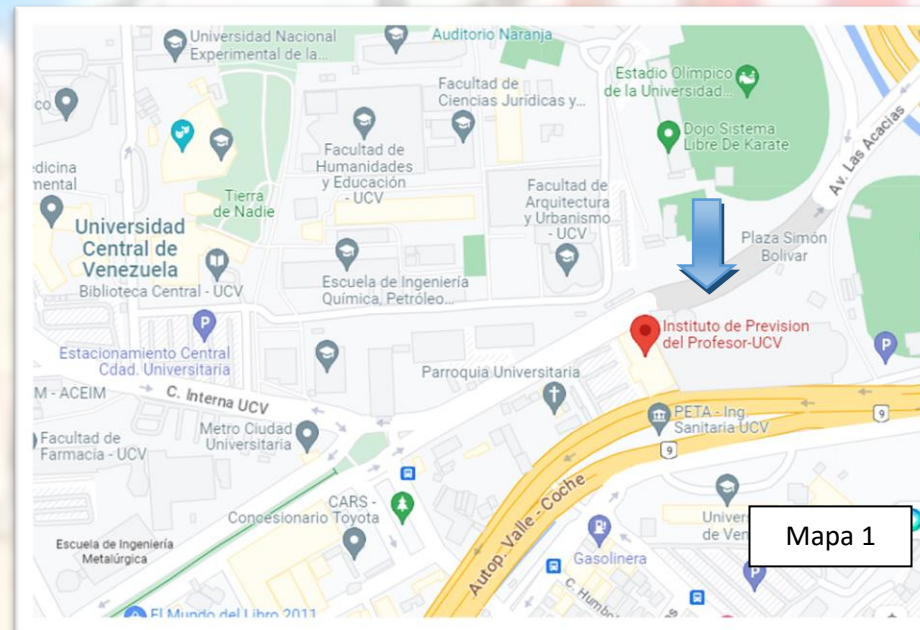 Universidad Nacional
Experimental de la...
Auditorio Naranja
Facultad de
Ciencias Jurídicas y...
Estadio Olímpico
de la Universidad...
Dojo Sistema
Libre De Karate
Av. Las Acacias
Facultad de
Humanidades
y Educación
- UCV
Tierra
de Nadie
Facultad de
Arquitectura
y Urbanismo
- UCV
Plaza Simón
Bolivar
Universidad
Central de
Venezuela
Biblioteca Central - UCV
Escuela de Ingeniería
Química, Petróleo...
P
Estacionamiento Central
Cdad. Universitaria
Instituto de Prevision
del Profesor-UCV
P
Parroquia Universitaria
M - ACEIM
C. Interna UCV
PETA - Ing.
Sanitaria UCV
9
Facultad de
Farmacia - UCV
Metro Ciudad
Universitaria
9
CARS -
Concesionario Toyota
Autop. Valle - Coche
Escuela de Ingeniería
Metalúrgica
Gasolinera
Univer
de Ven
Mapa 1
P
El Mundo del Libro 2011